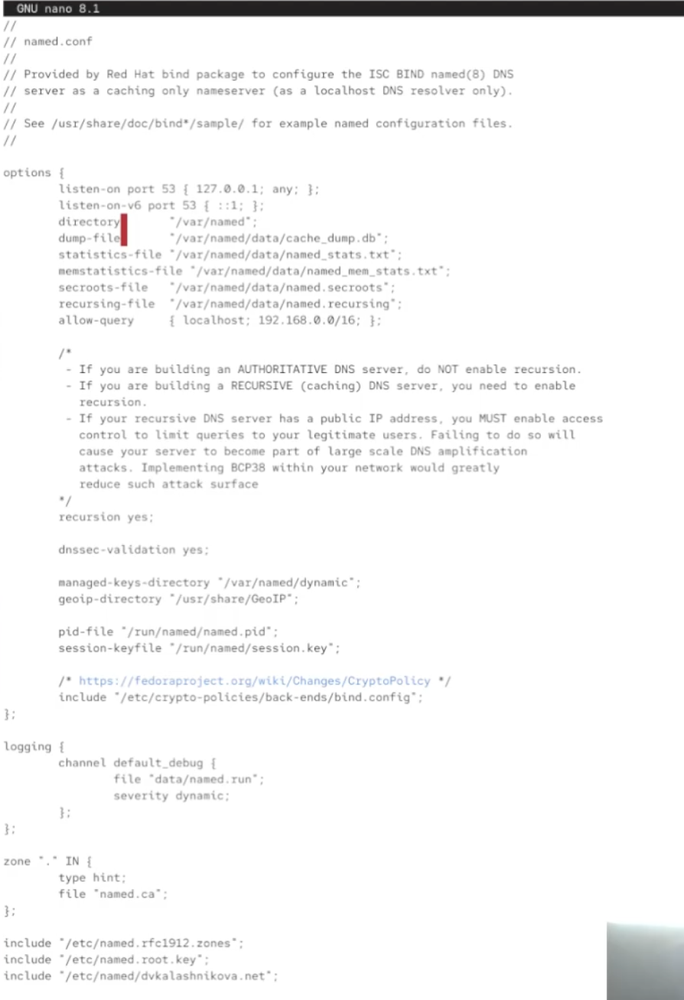 GNU nano 8.1
//
// named.conf
//
// Provided by Red Hat bind package to configure the ISC BIND named(8) DNS
// server as a caching only nameserver (as a localhost DNS resolver only).
//
// See /usr/share/doc/bind*/sample/ for example named configuration files.
//
options {
listen-on port 53 { 127.0.0.1; any; };
listen-on-v6 port 53 { ::1; };
directory "/var/named";
dump-file "/var/named/data/cache_dump.db";
statistics-file "/var/named/data/named_stats.txt";
memstatistics-file "/var/named/data/named_mem_stats.txt";
secroots-file "/var/named/data/named.secroots";
recursing-file "/var/named/data/named.recursing";
allow-query { localhost; 192.168.0.0/16; };
/*
- If you are building an AUTHORITATIVE DNS server, do NOT enable recursion.
- If you are building a RECURSIVE (caching) DNS server, you need to enable
recursion.
- If your recursive DNS server has a public IP address, you MUST enable access
control to limit queries to your legitimate users. Failing to do so will
cause your server to become part of large scale DNS amplification
attacks. Implementing BCP38 within your network would greatly
reduce such attack surface
*/
recursion yes;
dnssec-validation yes;
managed-keys-directory "/var/named/dynamic";
geoip-directory "/usr/share/GeoIP";
pid-file "/run/named/named.pid";
session-keyfile "/run/named/session.key";
/* https://fedoraproject.org/wiki/Changes/CryptoPolicy */
include "/etc/crypto-policies/back-ends/bind.config";
};
logging {
channel default_debug {
file "data/named.run";
severity dynamic;
};
};
zone "." IN {
type hint;
file "named.ca";
};
include "/etc/named.rfc1912.zones";
include "/etc/named.root.key";
include "/etc/named/dvkalashnikova.net";